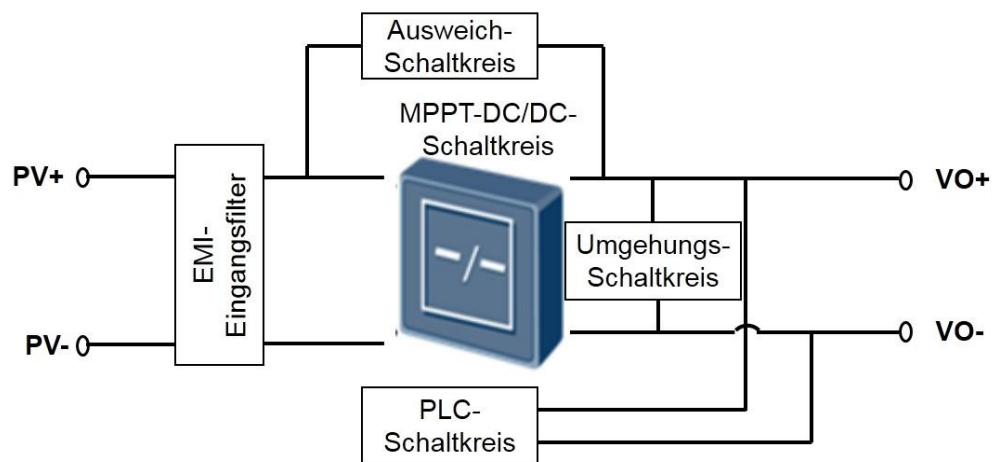 Ausweich-
Schaltkreis
MPPT-DC/DC-
Schaltkreis
PV+
VO+
EMI-
Eingangsfilter
Umgehungs-
Schaltkreis
PV-
VO-
PLC-
Schaltkreis